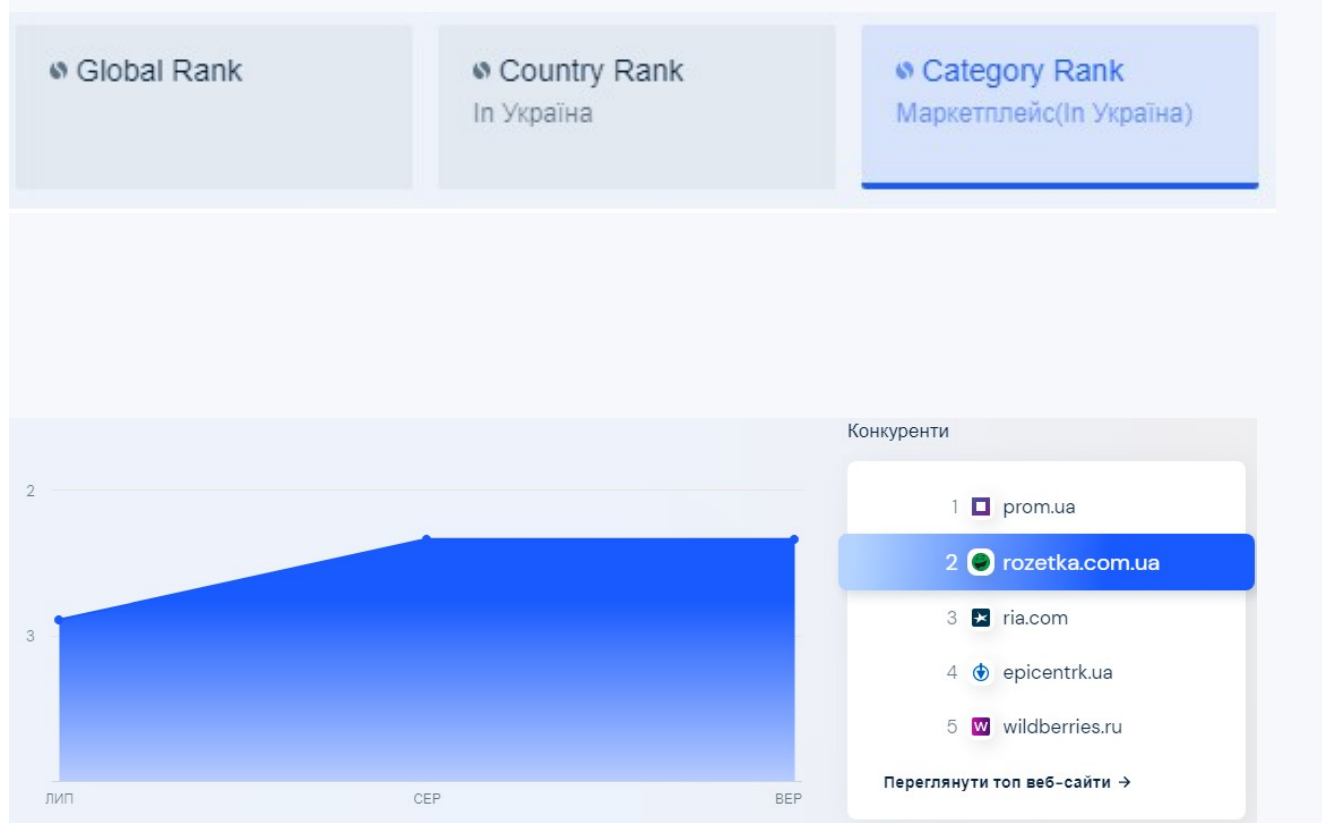 Global Rank
Country Rank
In Україна
Category Rank
Маркетплейс(In Україна)
2
3
ЛИП
СЕР
ВЕР
Конкуренти
1 prom.ua
2 rozetka.com.ua
3 ria.com
4 epicentrk.ua
5 W wildberries.ru
Переглянути топ веб-сайти →